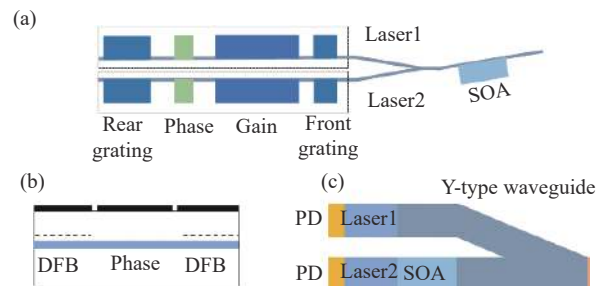 (a)
Laser1
Laser2
SOA
Rear grating
Phase
Gain
Front grating
(b)
DFB
Phase
DFB
(c)
Y-type waveguide
PD
Laser1
PD
Laser2
SOA